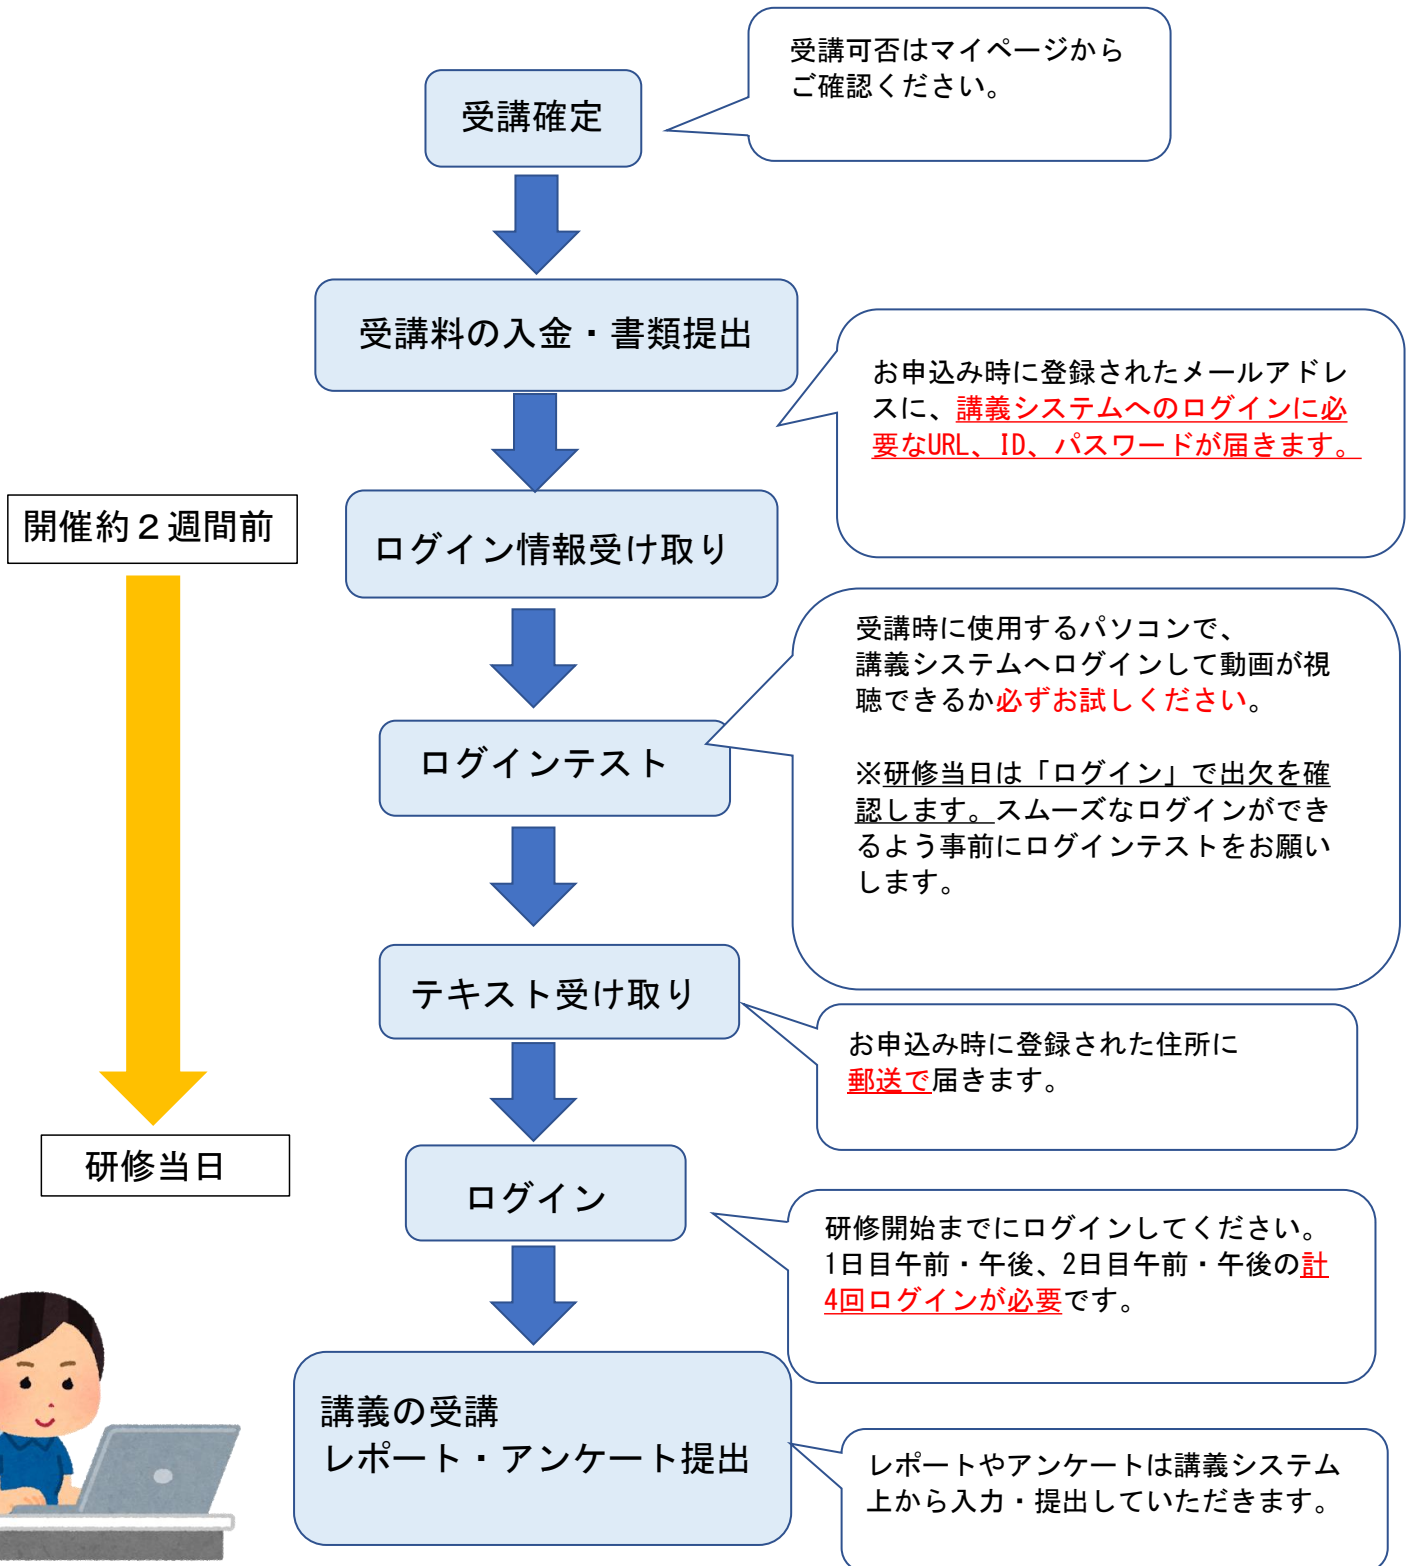 受講可否はマイページから
ご確認ください。
受講確定
受講料の入金・書類提出
お申込み時に登録されたメールアドレ
スに、講義システムへのログインに必
要なURL、ID、パスワードが届きます。
開催約２週間前
ログイン情報受け取り
受講時に使用するパソコンで、
講義システムへログインして動画が視
聴できるか必ずお試しください。
※研修当日は「ログイン」で出欠を確
認します。スムーズなログインができ
るよう事前にログインテストをお願い
します。
ログインテスト
テキスト受け取り
お申込み時に登録された住所に
郵送で届きます。
研修当日
ログイン
研修開始までにログインしてください。
1日目午前・午後、2日目午前・午後の計
4回ログインが必要です。
講義の受講
レポート・アンケート提出
レポートやアンケートは講義システム
上から入力・提出していただきます。